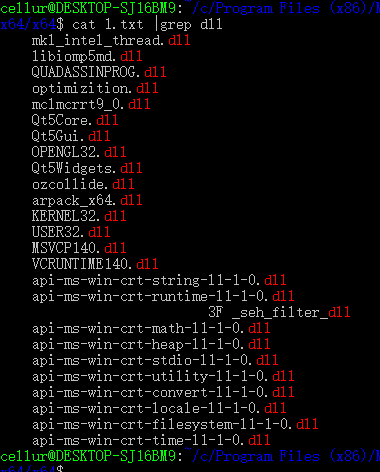 cellur@DESKTOP-SJ16BM9:/c/Program Files (x86)/M
x64/x64$ cat 1.txt |grep dll
mkl_intel_thread.dll
libiomp5md.dll
QUADASSINPROG.dll
optimizition.dll
mclmcrrt9_0.dll
Qt5Core.dll
Qt5Gui.dll
OPENGL32.dll
Qt5Widgets.dll
ozcollide.dll
arpack_x64.dll
KERNEL32.dll
USER32.dll
MSVCP140.dll
VCRUNTIME140.dll
api-ms-win-crt-string-l1-1-0.dll
api-ms-win-crt-runtime-l1-1-0.dll
3F _seh_filter_dll
api-ms-win-crt-math-l1-1-0.dll
api-ms-win-crt-heap-l1-1-0.dll
api-ms-win-crt-stdio-l1-1-0.dll
api-ms-win-crt-utility-l1-1-0.dll
api-ms-win-crt-convert-l1-1-0.dll
api-ms-win-crt-locale-l1-1-0.dll
api-ms-win-crt-filesystem-l1-1-0.dll
api-ms-win-crt-time-l1-1-0.dll
cellur@DESKTOP-SJ16BM9:/c/Program Files (x86)/M
x64/x64$